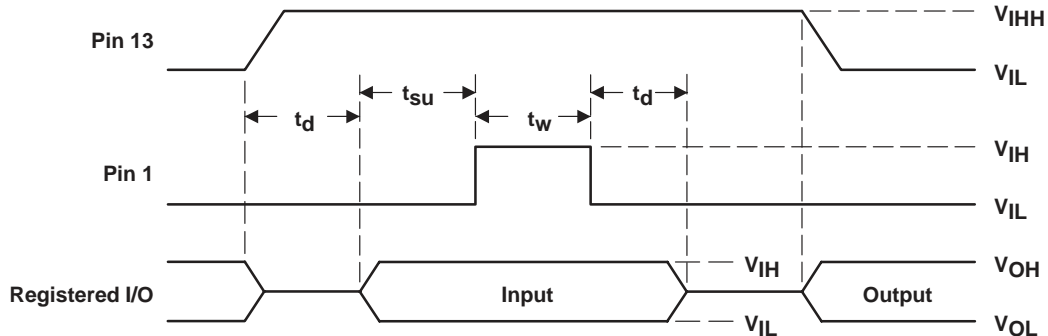 Pin 13
VIHH
VIL
tsu
td
td
tw
Pin 1
VIH
VIL
Registered I/O
Input
VIH
VIL
Output
VOH
VOL